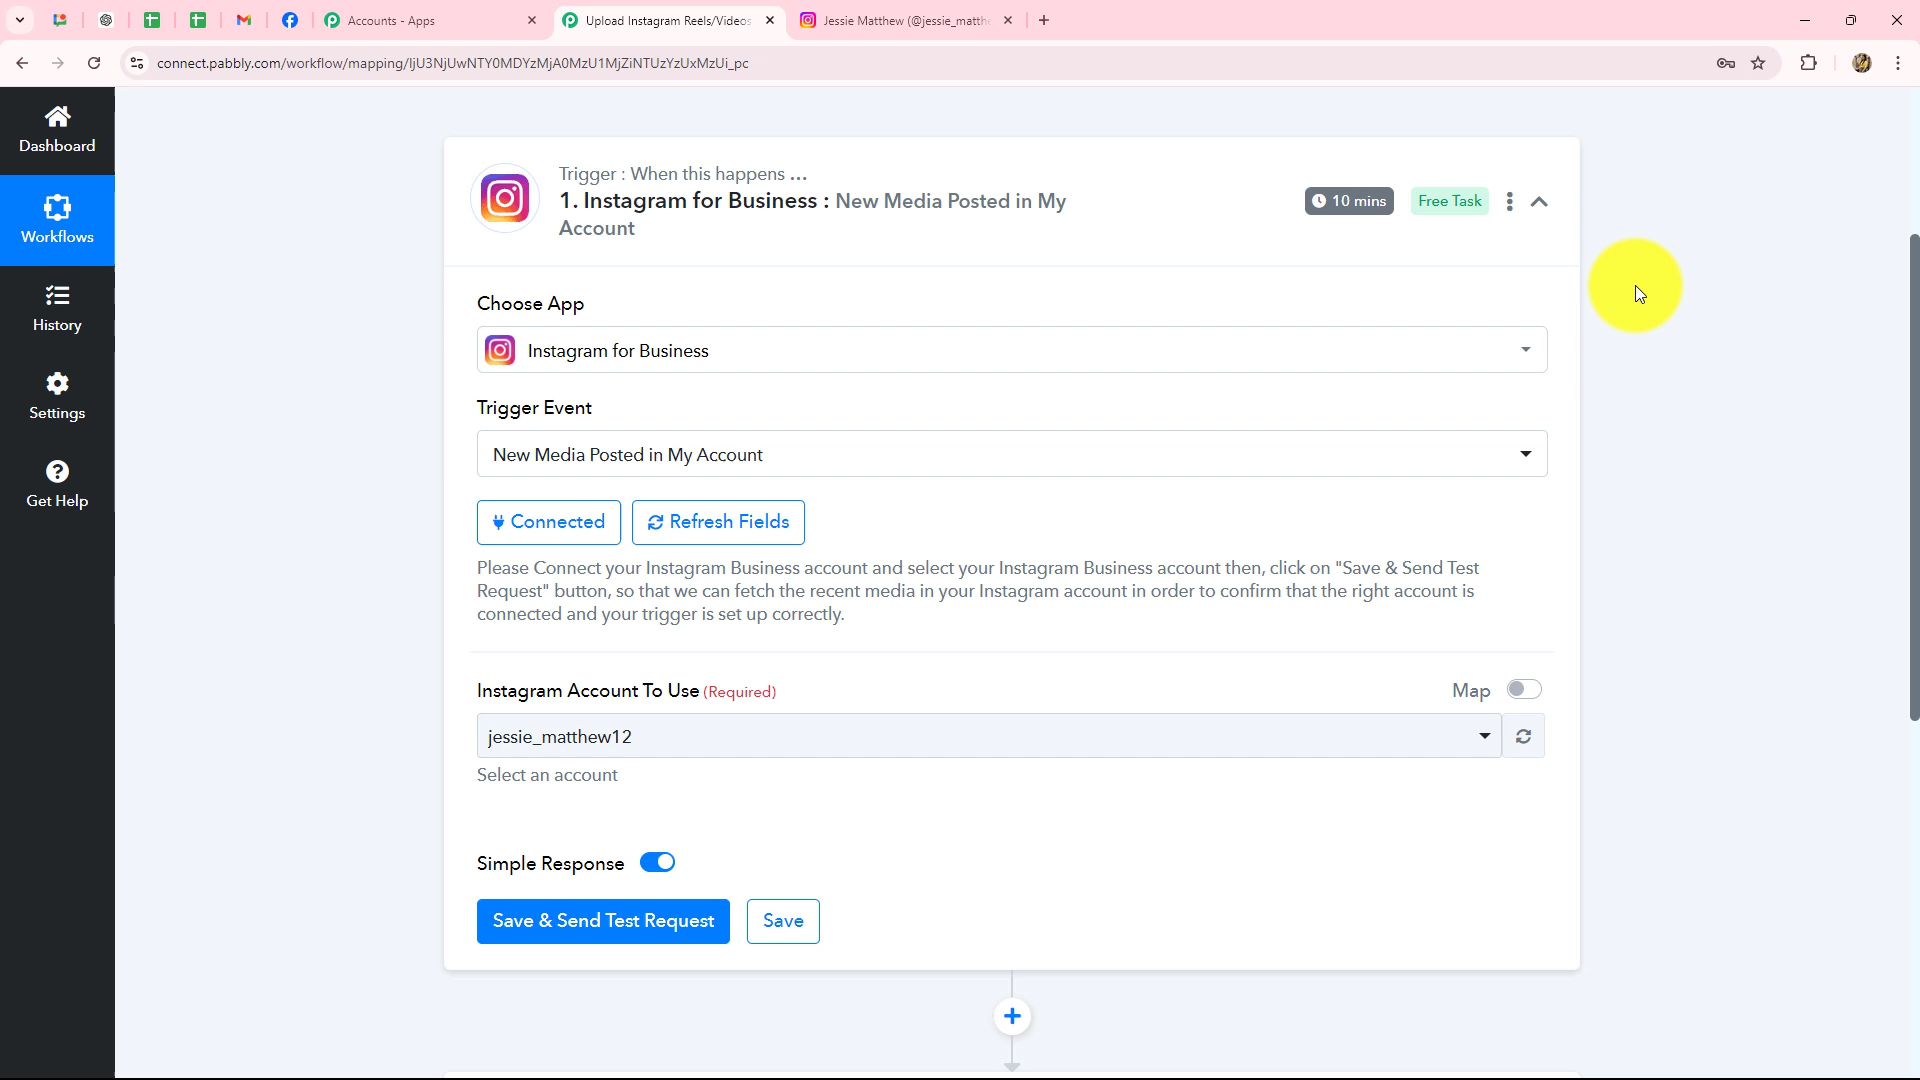 Accounts - Apps
Upload Instagram Reels/Videos
Jessie Matthew (@jessie_matth
connect.pabbly.com/workflow/mapping/IjU3NjUwNTY0MDYzMjA0MzU1MjZiNTUzYzUxMzUi_pc
Dashboard
Workflows
History
Settings
Get Help
Trigger : When this happens ...
1. Instagram for Business : New Media Posted in My
Account
10 mins
Free Task
Choose App
Instagram for Business
Trigger Event
New Media Posted in My Account
Connected
Refresh Fields
Please Connect your Instagram Business account and select your Instagram Business account then, click on "Save & Send Test
Request" button, so that we can fetch the recent media in your Instagram account in order to confirm that the right account is
connected and your trigger is set up correctly.
Instagram Account To Use (Required)
Map
jessie_matthew12
Select an account
Simple Response
Save & Send Test Request
Save